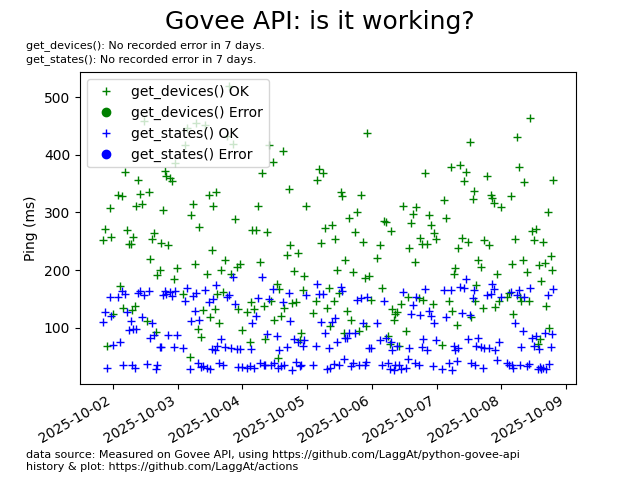 Govee API: is it working?
get_devices(): No recorded error in 7 days.
get_states(): No recorded error in 7 days.
get_devices() OK
get_devices() Error
get_states() OK
get_states() Error
Ping (ms)
500
400
300
200
100
2025-10-02
2025-10-03
2025-10-04
2025-10-05
2025-10-06
2025-10-07
2025-10-08
2025-10-09
data source: Measured on Govee API, using https://github.com/LaggAt/python-govee-api
history & plot: https://github.com/LaggAt/actions